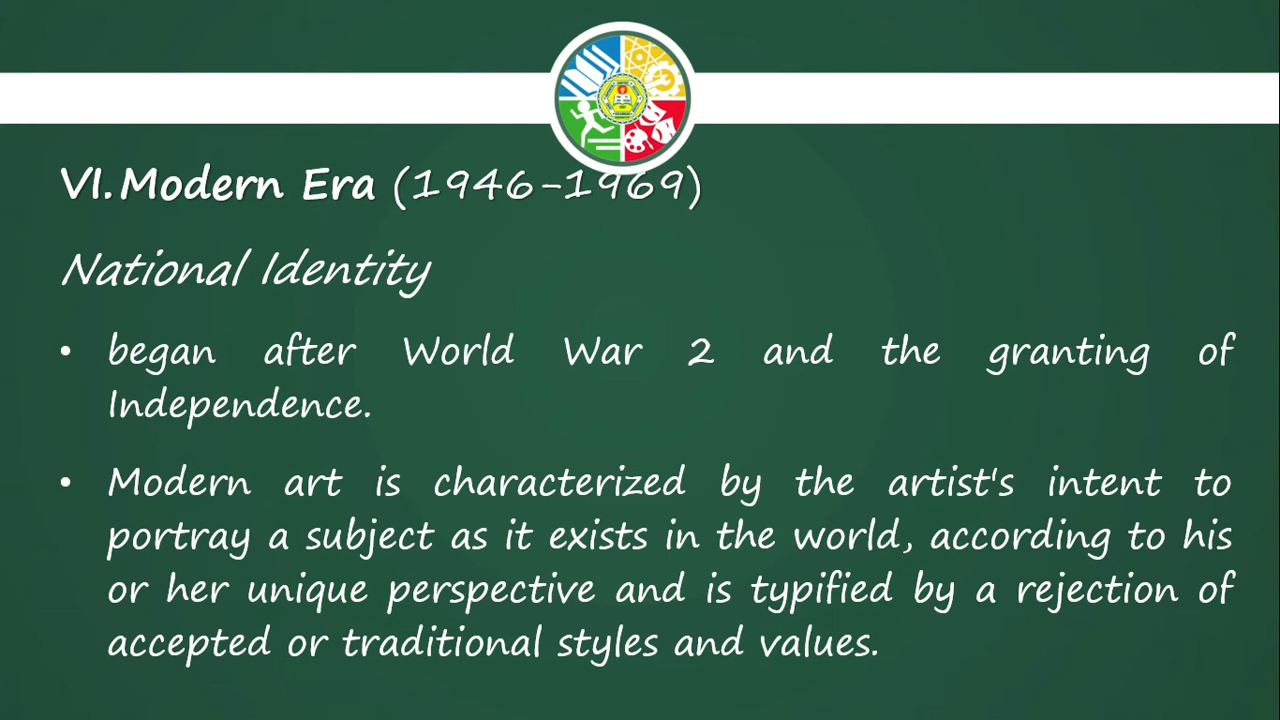 VI. Modern Era (1946-1969)
National Identity
• began after World War 2 and the granting of
Independence.
• Modern art is characterized by the artist's intent to
portray a subject as it exists in the world, according to his
or her unique perspective and is typified by a rejection of
accepted or traditional styles and values.